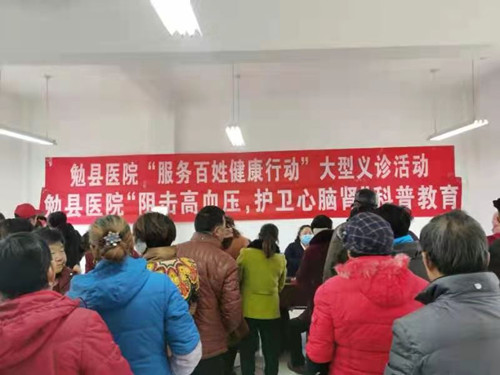 勉县医院“服务百姓健康行动”大型义诊活动
勉县医院“阻击高血压,护卫心脑肾 科普教育